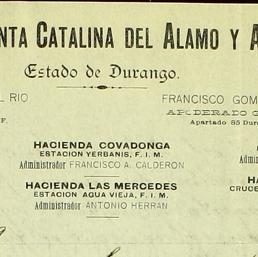 NTA CATALINA DEL ALAMO Y A
Estado de Durango.
L RIO
FRANCISCO GOM
F.
APODERADO G
Apartado 85 Dur
HACIENDA COVADONGA
ESTACION YERBANIS, F. I. M.
Administrador FRANCISCO A. CALDERON
HACIENDA LAS MERCEDES
HA
ESTACION AGUA VIEJA, F. I. M.
CRUCE
Administrador ANTONIO HERRAN